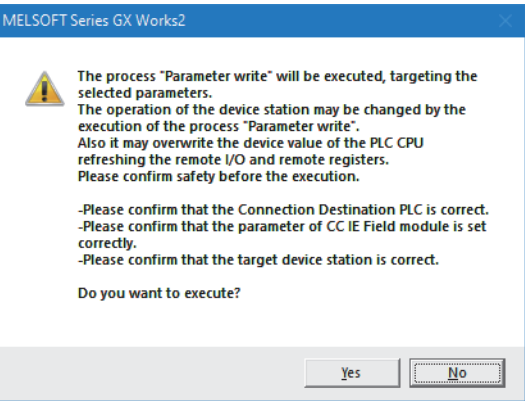 MELSOFT Series GX Works2
The process "Parameter write" will be executed, targeting the
selected parameters.
The operation of the device station may be changed by the
execution of the process "Parameter write".
Also it may overwrite the device value of the PLC CPU
refreshing the remote I/O and remote registers.
Please confirm safety before the execution.
-Please confirm that the Connection Destination PLC is correct.
-Please confirm that the parameter of CC IE Field module is set
correctly.
-Please confirm that the target device station is correct.
Do you want to execute?
Yes
No